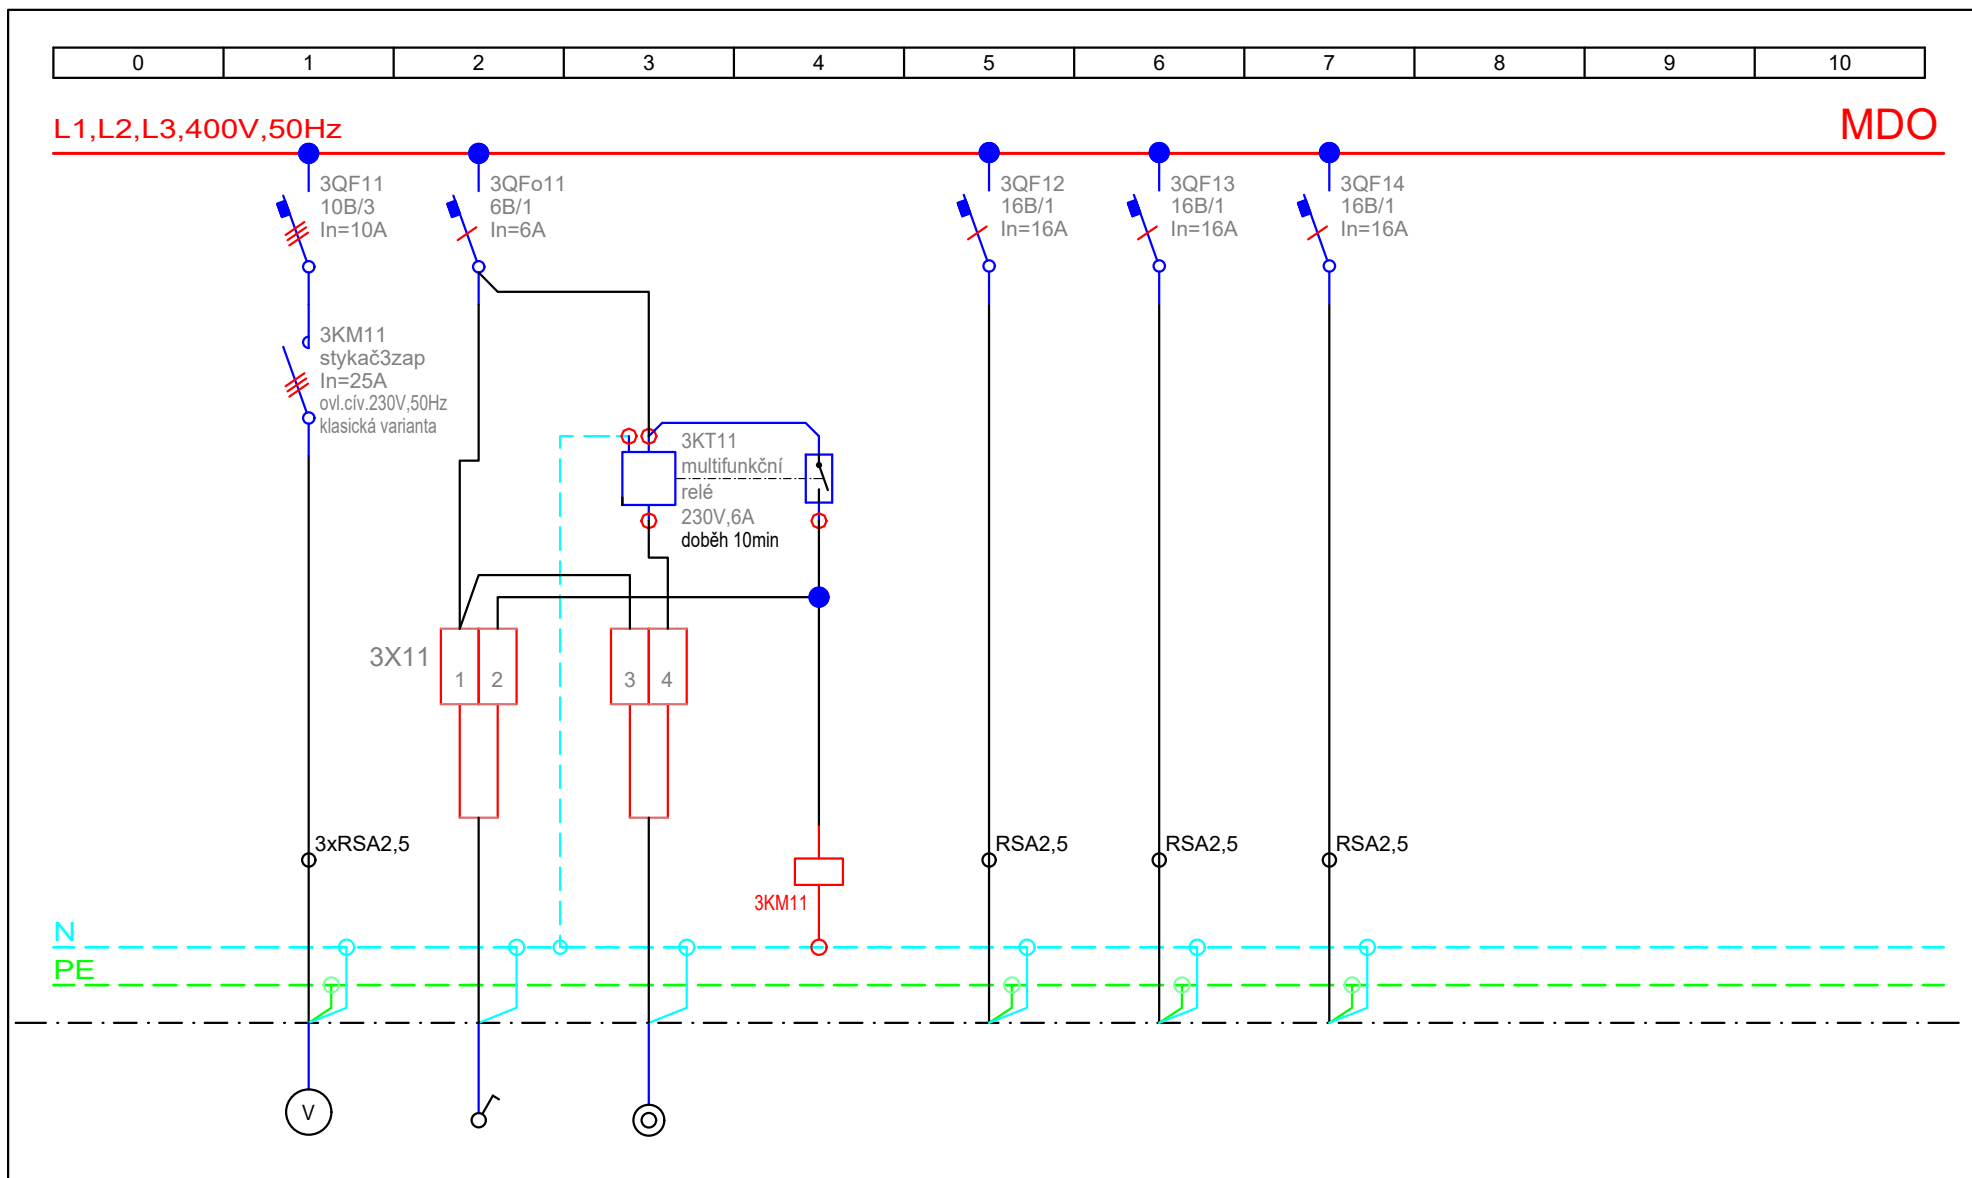 0 1 2 3 4 5 6 7 8 9 10
L1,L2,L3,400V,50Hz
MDO
3QF11
10B/3
In=10A
3QFo11
6B/1
In=6A
3QF12
16B/1
In=16A
3QF13
16B/1
In=16A
3QF14
16B/1
In=16A
3KM11
stykač3zap
In=25A
ovl.cív.230V,50Hz
klasická varianta
3KT11
multifunkční
relé
230V,6A
doběh 10min
3X11
1 2 3 4
3xRSA2,5
RSA2,5
RSA2,5
RSA2,5
3KM11
N
PE
V